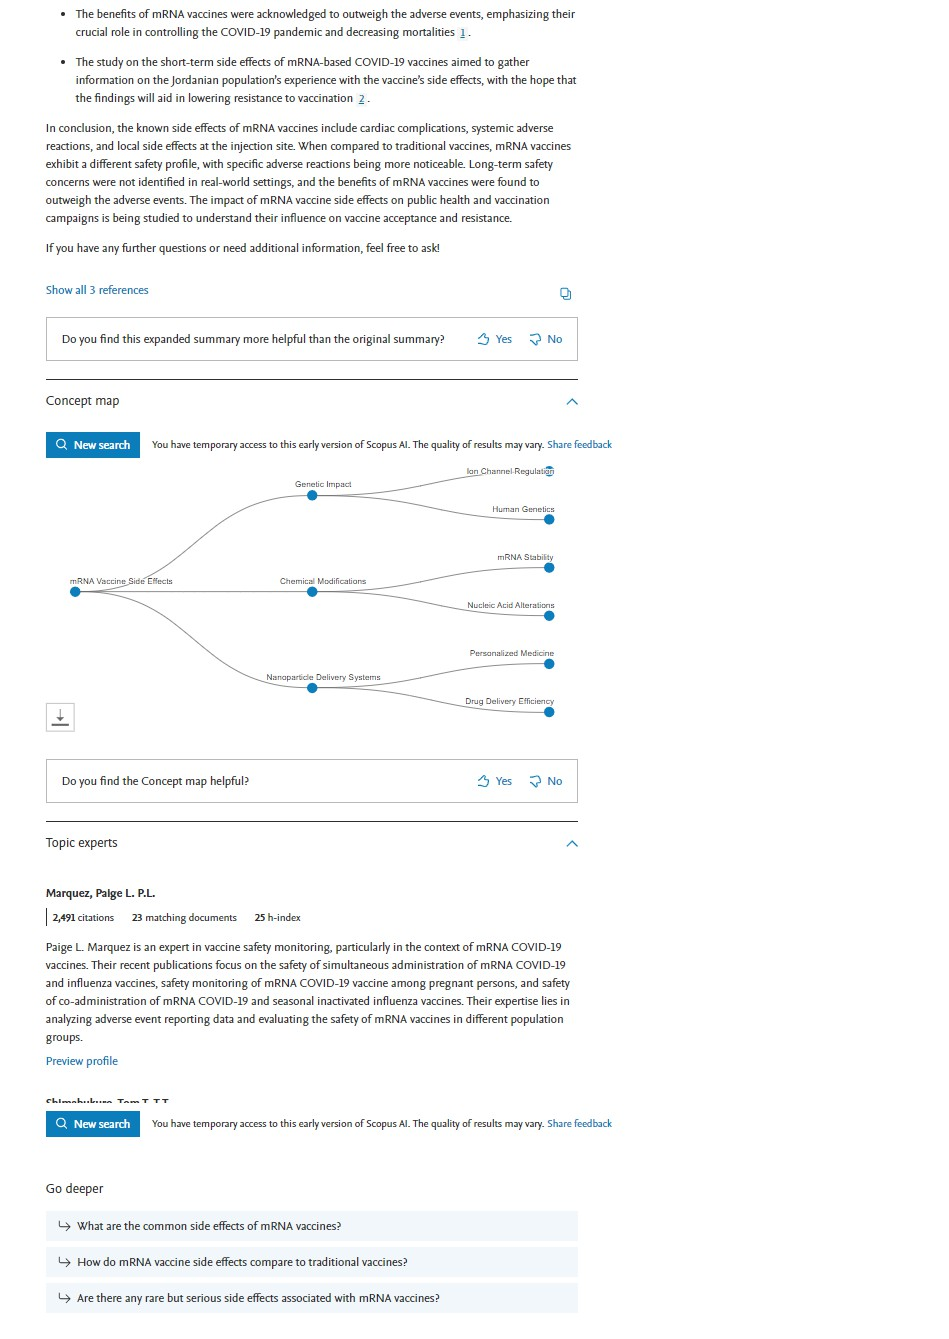 The benefits of mRNA vaccines were acknowledged to outweigh the adverse events, emphasizing their
crucial role in controlling the COVID-19 pandemic and decreasing mortalities 1 .
The study on the short-term side effects of mRNA-based COVID-19 vaccines aimed to gather
information on the Jordanian population's experience with the vaccine's side effects, with the hope that
the findings will aid in lowering resistance to vaccination 2 .
In conclusion, the known side effects of mRNA vaccines include cardiac complications, systemic adverse
reactions, and local side effects at the injection site. When compared to traditional vaccines, mRNA vaccines
exhibit a different safety profile, with specific adverse reactions being more noticeable. Long-term safety
concerns were not identified in real-world settings, and the benefits of mRNA vaccines were found to
outweigh the adverse events. The impact of mRNA vaccine side effects on public health and vaccination
campaigns is being studied to understand their influence on vaccine acceptance and resistance.
If you have any further questions or need additional information, feel free to ask!
Show all 3 references
Do you find this expanded summary more helpful than the original summary? Yes No
Concept map
New search You have temporary access to this early version of Scopus AI. The quality of results may vary. Share feedback
Ion Channel Regulation
Genetic Impact
Human Genetics
mRNA Stability
mRNA Vaccine Side Effects Chemical Modifications
Nucleic Acid Alterations
Personalized Medicine
Nanoparticle Delivery Systems
Drug Delivery Efficiency
Do you find the Concept map helpful? Yes No
Topic experts
Marquez, Paige L. P.L.
2,491 citations 23 matching documents 25 h-index
Paige L. Marquez is an expert in vaccine safety monitoring, particularly in the context of mRNA COVID-19
vaccines. Their recent publications focus on the safety of simultaneous administration of mRNA COVID-19
and influenza vaccines, safety monitoring of mRNA COVID-19 vaccine among pregnant persons, and safety
of co-administration of mRNA COVID-19 and seasonal inactivated influenza vaccines. Their expertise lies in
analyzing adverse event reporting data and evaluating the safety of mRNA vaccines in different population
groups.
Preview profile
Shimabukuro, Tom T. T.T.
New search You have temporary access to this early version of Scopus AI. The quality of results may vary. Share feedback
Go deeper
What are the common side effects of mRNA vaccines?
How do mRNA vaccine side effects compare to traditional vaccines?
Are there any rare but serious side effects associated with mRNA vaccines?